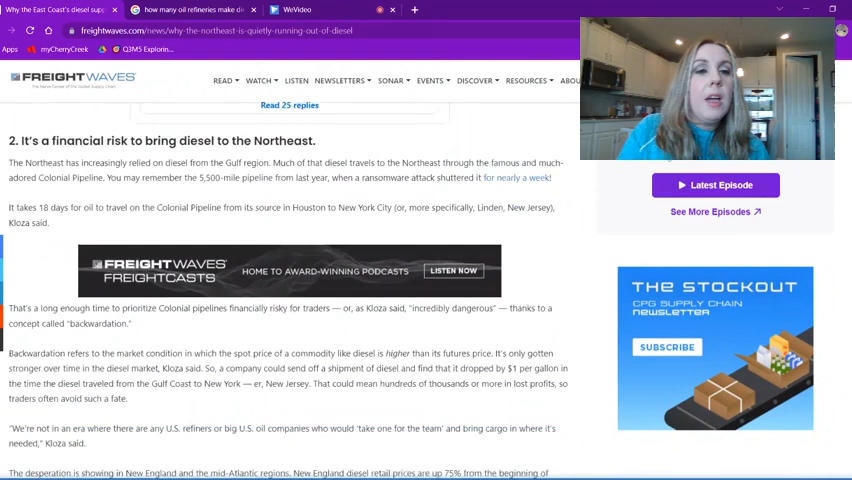 Why the East Coast's diesel supp
how many oil refineries make die
WeVideo
freightwaves.com/news/why-the-northeast-is-quietly-running-out-of-diesel
Apps
myCherryCreek
Q3M5 Explorin...
FREIGHTWAVES
READ
WATCH
LISTEN
NEWSLETTERS
SONAR
EVENTS
DISCOVER
RESOURCES
ABOU
Read 25 replies
2. It's a financial risk to bring diesel to the Northeast.
The Northeast has increasingly relied on diesel from the Gulf region. Much of that diesel travels to the Northeast through the famous and much-
adored Colonial Pipeline. You may remember the 5,500-mile pipeline from last year, when a ransomware attack shuttered it for nearly a week!
It takes 18 days for oil to travel on the Colonial Pipeline from its source in Houston to New York City (or, more specifically, Linden, New Jersey),
Kloza said.
FREIGHTWAVES
FREIGHTCASTS
HOME TO AWARD-WINNING PODCASTS
LISTEN NOW
That's a long enough time to prioritize Colonial pipelines financially risky for traders — or, as Kloza said, "incredibly dangerous" — thanks to a
concept called "backwardation."
Backwardation refers to the market condition in which the spot price of a commodity like diesel is higher than its futures price. It's only gotten
stronger over time in the diesel market, Kloza said. So, a company could send off a shipment of diesel and find that it dropped by $1 per gallon in
the time the diesel traveled from the Gulf Coast to New York — er, New Jersey. That could mean hundreds of thousands or more in lost profits, so
traders often avoid such a fate.
"We're not in an era where there are any U.S. refiners or big U.S. oil companies who would 'take one for the team' and bring cargo in where it's
needed," Kloza said.
The desperation is showing in New England and the mid-Atlantic regions. New England diesel retail prices are up 75% from the beginning of
Latest Episode
See More Episodes
THE STOCKOUT
CPG SUPPLY CHAIN
NEWSLETTER
SUBSCRIBE